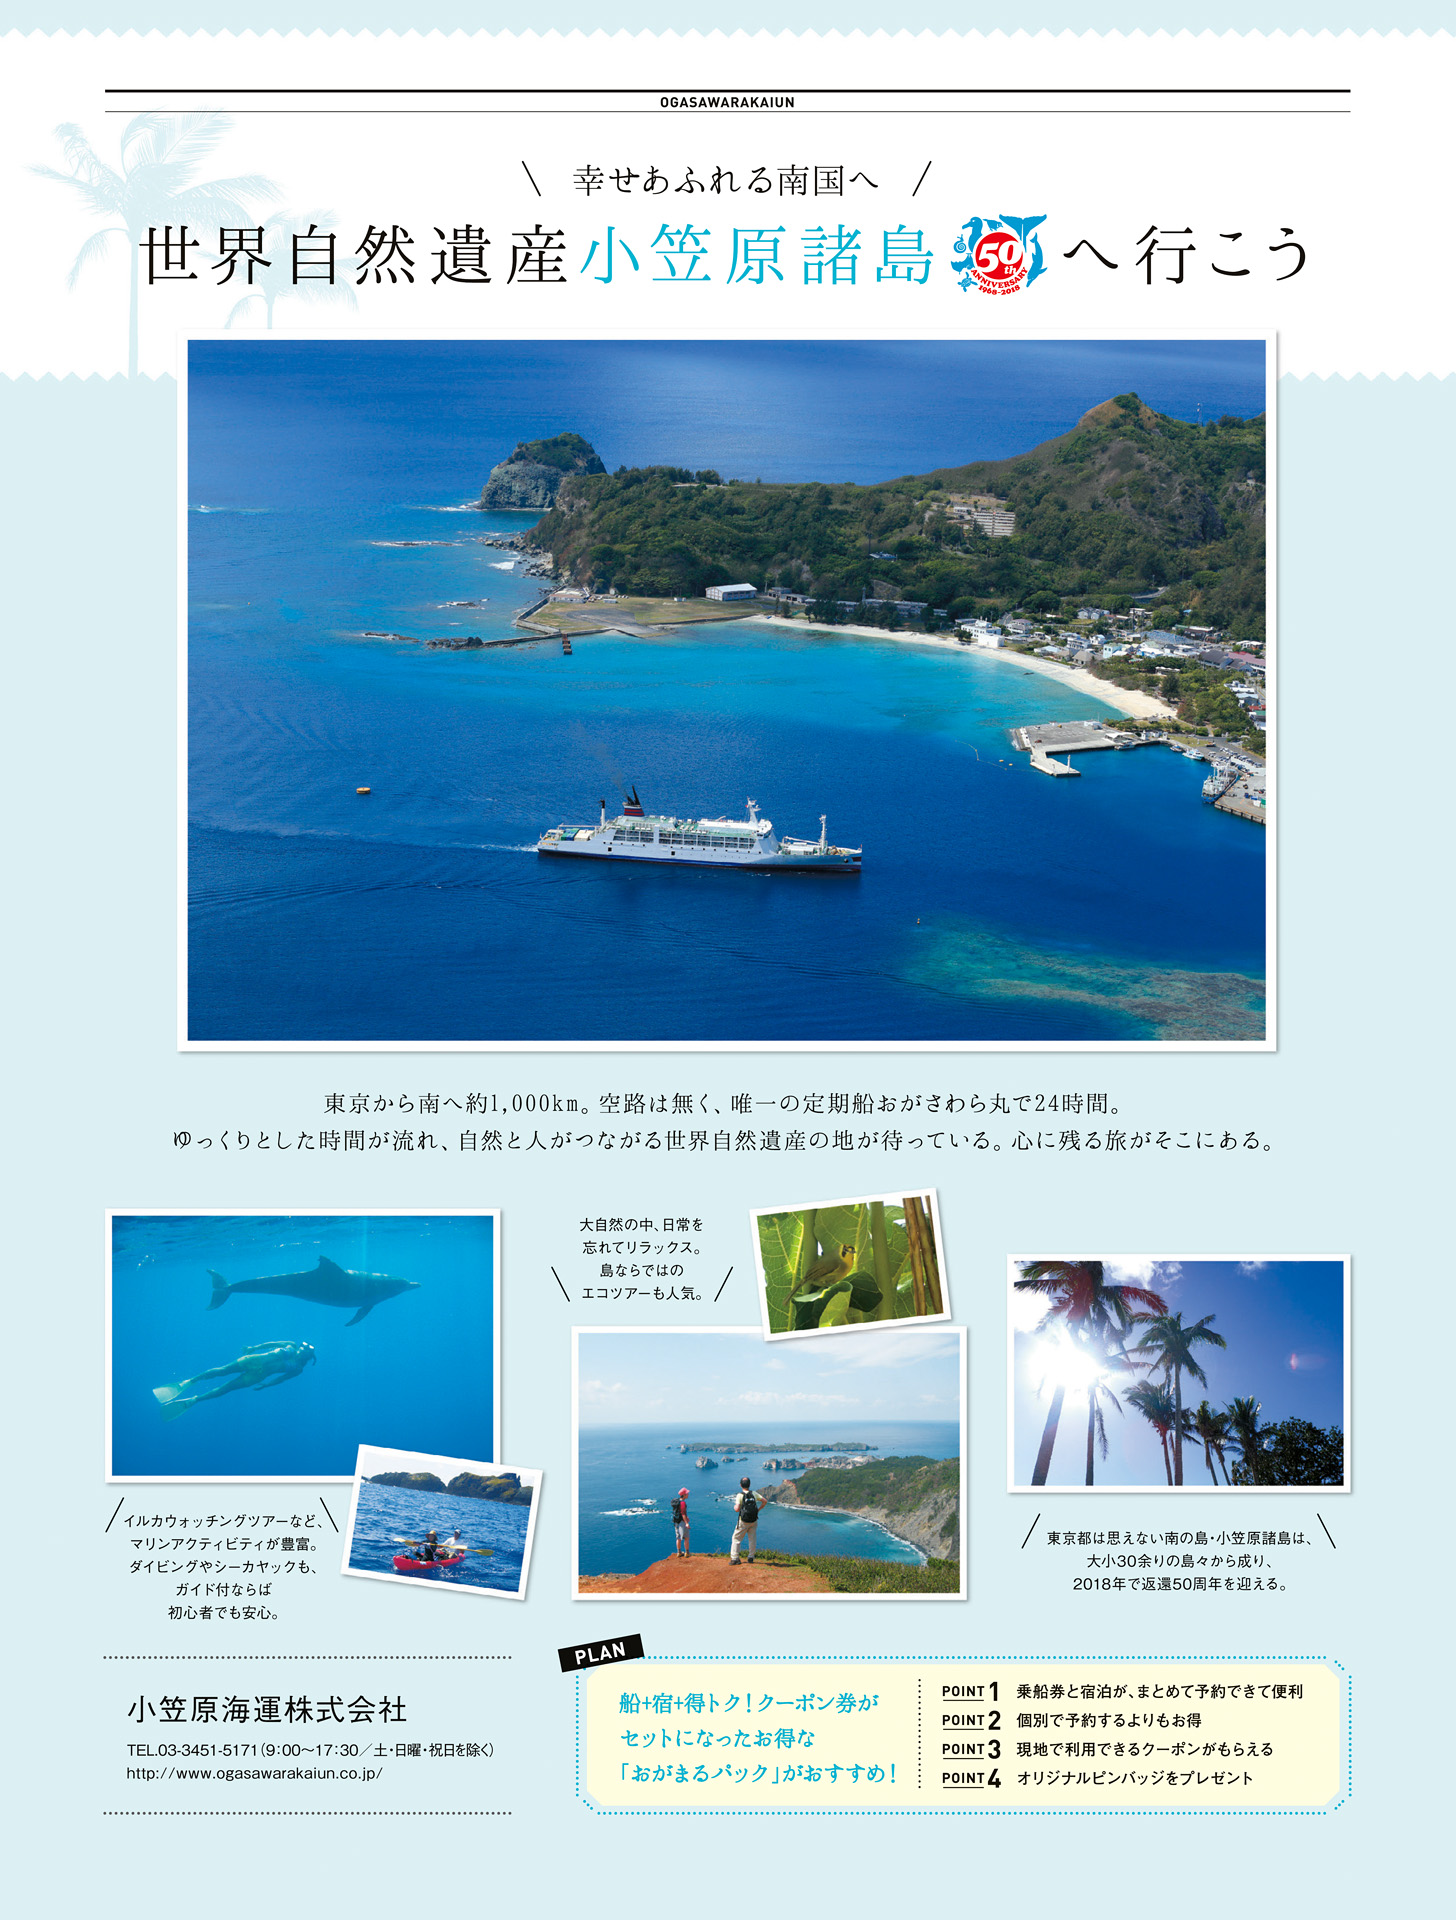 OGASAWARAKAIUN
幸せあふれる南国へ
世界自然遺産小笠原諸島 50th ANNIVERSARY 1968-2018 へ行こう
東京から南へ約1,000km。空路は無く、唯一の定期船おがさわら丸で24時間。
ゆっくりとした時間が流れ、自然と人がつながる世界自然遺産の地が待っている。心に残る旅がそこにある。
大自然の中、日常を
忘れてリラックス。
島ならではの
エコツアーも人気。
イルカウォッチングツアーなど、
マリンアクティビティが豊富。
ダイビングやシーカヤックも、
ガイド付ならば
初心者でも安心。
東京都は思えない南の島・小笠原諸島は、
大小30余りの島々から成り、
2018年で返還50周年を迎える。
小笠原海運株式会社
TEL.03-3451-5171（9：00〜17：30／土・日曜・祝日を除く）
http://www.ogasawarakaiun.co.jp/
PLAN
船+宿+得トク！クーポン券が
セットになったお得な
「おがまるパック」がおすすめ！
POINT1 乗船券と宿泊が、まとめて予約できて便利
POINT2 個別で予約するよりもお得
POINT3 現地で利用できるクーポンがもらえる
POINT4 オリジナルピンバッジをプレゼント